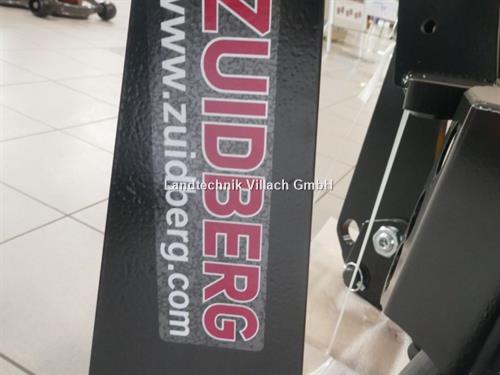 ZUIDBERG
www.zuidberg.com
Landtechnik Villach GmbH